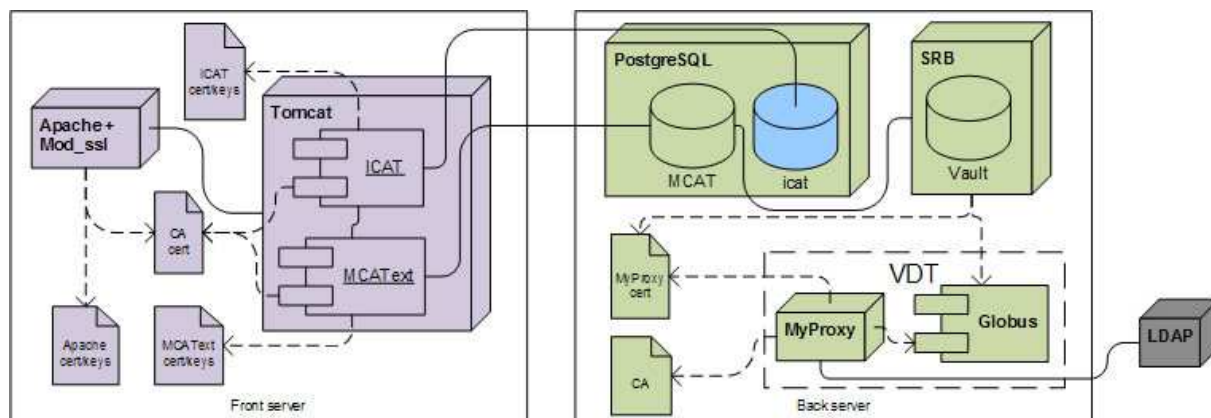 ICAT
cert/keys
Tomcat
Apache +
Mod_ssl
ICAT
CA
cert
MCAText
Apache
cert/keys
MCAText
cert/keys
Front server
PostgreSQL
SRB
MCAT
icat
Vault
MyProxy
cert
VDT
MyProxy
Globus
LDAP
CA
Back server